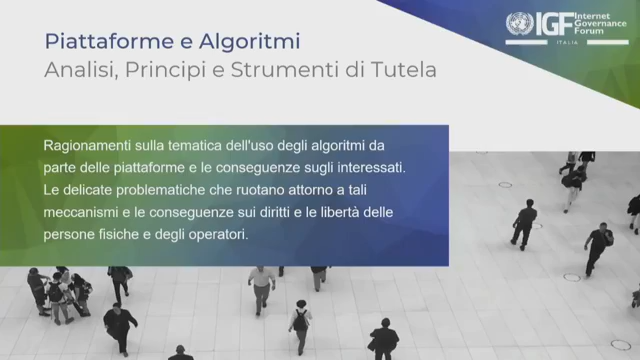 Piattaforme e Algoritmi
Analisi, Principi e Strumenti di Tutela
IGF Internet
Governance
Forum
ITALIA
Ragionamenti sulla tematica dell'uso degli algoritmi da
parte delle piattaforme e le conseguenze sugli interessati.
Le delicate problematiche che ruotano attorno a tali
meccanismi e le conseguenze sui diritti e le libertà delle
persone fisiche e degli operatori.